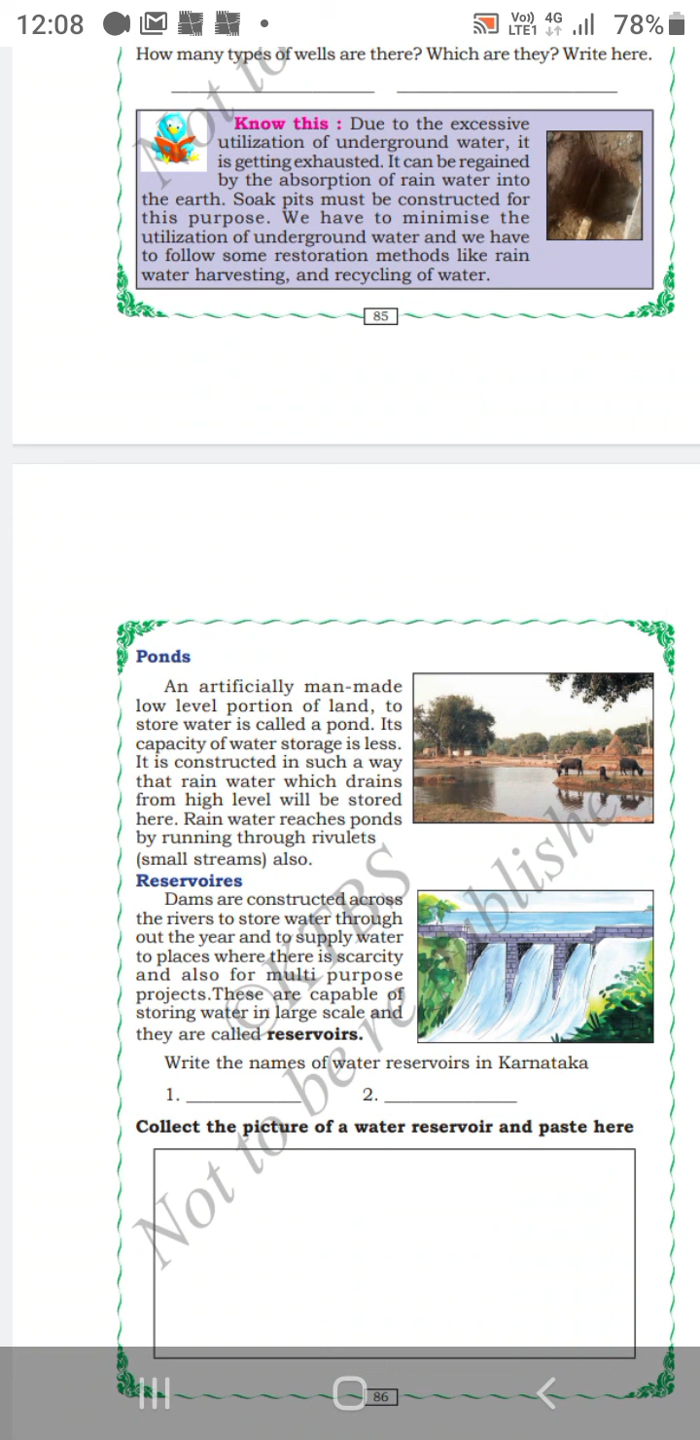 12:08
Vo)) 4G
LTE1
78%
How many types of wells are there? Which are they? Write here.
Know this : Due to the excessive
utilization of underground water, it
is getting exhausted. It can be regained
by the absorption of rain water into
the earth. Soak pits must be constructed for
this purpose. We have to minimise the
utilization of underground water and we have
to follow some restoration methods like rain
water harvesting, and recycling of water.
Not to
85
Ponds
An artificially man-made
low level portion of land, to
store water is called a pond. Its
capacity of water storage is less.
It is constructed in such a way
that rain water which drains
from high level will be stored
here. Rain water reaches ponds
by running through rivulets
(small streams) also.
Reservoires
Dams are constructed across
the rivers to store water through
out the year and to supply water
to places where there is scarcity
and also for multi purpose
projects.These are capable of
storing water in large scale and
they are called reservoirs.
Write the names of water reservoirs in Karnataka
1. 2.
Collect the picture of a water reservoir and paste here
©KTBS
Not to be re ublishe
86